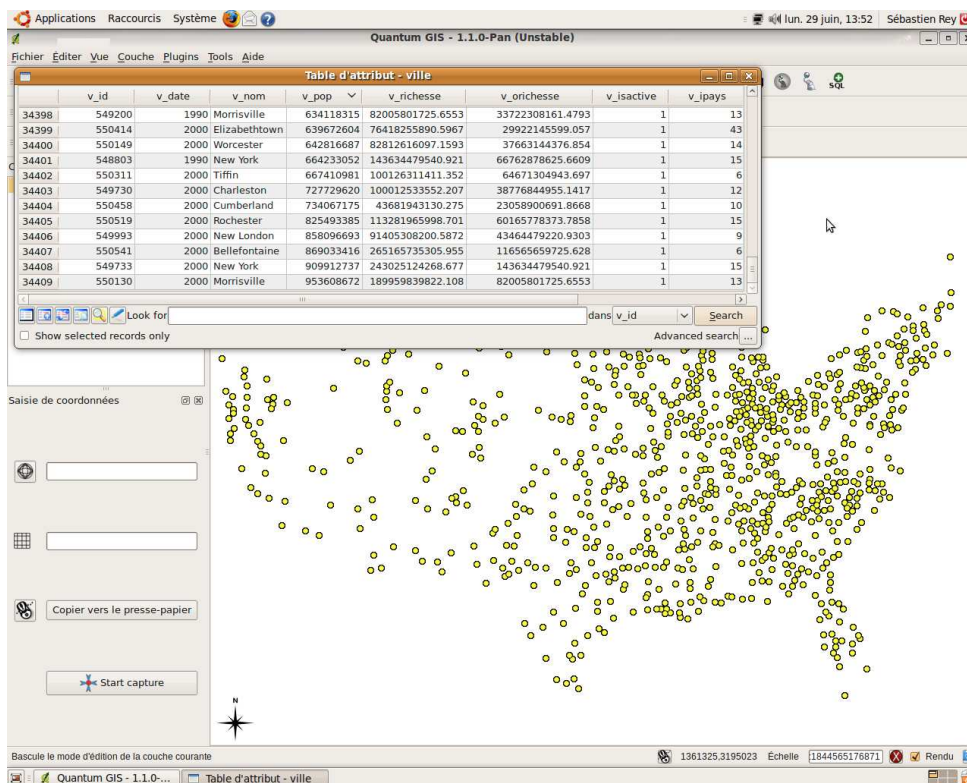 Applications Raccourcis Système lun. 29 juin, 13:52 Sébastien Rey
Quantum GIS - 1.1.0-Pan (Unstable)
Fichier Éditer Vue Couche Plugins Tools Aide
Table d'attribut - ville
SQL
v_id v_date v_nom v_pop v_richesse v_orichesse v_isactive v_ipays
34398 549200 1990 Morrisville 634118315 82005801725.6553 33722308161.4793 1 13
34399 550414 2000 Elizabethtown 639672604 76418255890.5967 29922145599.057 1 43
34400 550149 2000 Worcester 642816687 82812616097.1593 37663144376.854 1 14
34401 548803 1990 New York 664233052 143634479540.921 66762878625.6609 1 15
34402 550311 2000 Tiffin 667410981 100126311411.352 64671304943.697 1 6
34403 549730 2000 Charleston 727729620 100012533552.207 38776844955.1417 1 12
34404 550458 2000 Cumberland 734067175 43681943130.275 23058900691.8668 1 10
34405 550519 2000 Rochester 825493385 113281965998.701 60165778373.7858 1 15
34406 549993 2000 New London 858096693 91405308200.5872 43464479220.9303 1 9
34407 550541 2000 Bellefontaine 869033416 265165735305.955 116565659725.628 1 6
34408 549733 2000 New York 909912737 243025124268.677 143634479540.921 1 15
34409 550130 2000 Morrisville 953608672 189959839822.108 82005801725.6553 1 13
Look for dans v_id Search
Show selected records only Advanced search ...
Saisie de coordonnées
Copier vers le presse-papier
Start capture
N
Bascule le mode d'édition de la couche courante 1361325,3195023 Échelle 1844565176871 Rendu
Quantum GIS - 1.1.0-... Table d'attribut - ville